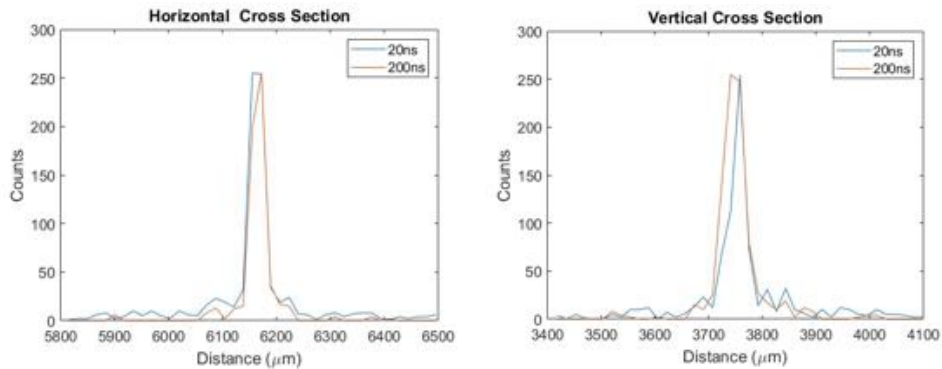 Horizontal  Cross Section
300
250
200
150
100
50
0
Counts
20ns
200ns
5800 5900 6000 6100 6200 6300 6400 6500
Distance (μm)
Vertical Cross Section
300
250
200
150
100
50
0
Counts
20ns
200ns
3400 3500 3600 3700 3800 3900 4000 4100
Distance (μm)